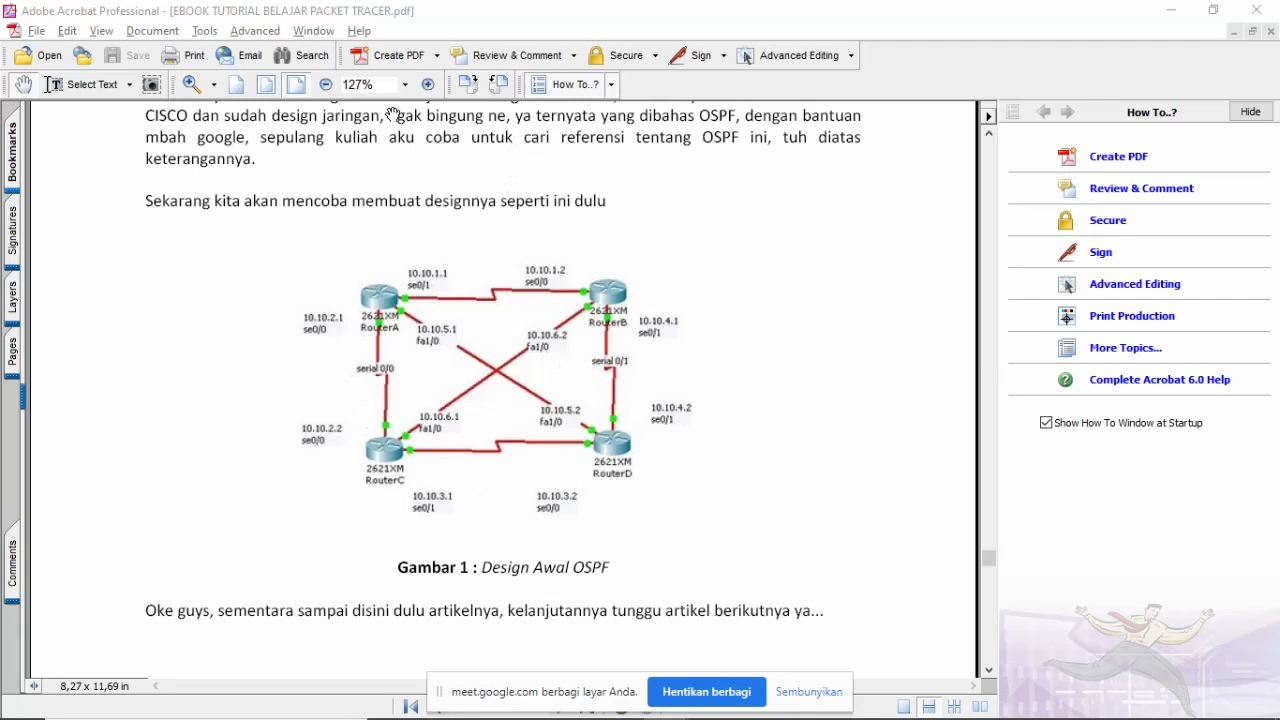 Adobe Acrobat Professional - [EBOOK TUTORIAL BELAJAR PACKET TRACER.pdf]
File Edit View Document Tools Advanced Window Help
Open Save Print Email Search Create PDF Review & Comment Secure Sign Advanced Editing
Select Text 127% How To..?
CISCO dan sudah design jaringan, gak bingung ne, ya ternyata yang dibahas OSPF, dengan bantuan
mbah google, sepulang kuliah aku coba untuk cari referensi tentang OSPF ini, tuh diatas
keterangannya.
Sekarang kita akan mencoba membuat designnya seperti ini dulu
10.10.1.1
se0/1
10.10.1.2
se0/0
2621XM
RouterA
2621XM
RouterB
10.10.2.1
se0/0
10.10.5.1
fa1/0
10.10.6.2
fa1/0
10.10.4.1
se0/1
serial 0/0
serial 0/1
10.10.6.1
fa1/0
10.10.5.2
fa1/0
10.10.4.2
se0/1
10.10.2.2
se0/0
2621XM
RouterC
2621XM
RouterD
10.10.3.1
se0/1
10.10.3.2
se0/0
Gambar 1 : Design Awal OSPF
Oke guys, sementara sampai disini dulu artikelnya, kelanjutannya tunggu artikel berikutnya ya...
Bookmarks
Signatures
Layers
Pages
Comments
How To..? Hide
Create PDF
Review & Comment
Secure
Sign
Advanced Editing
Print Production
More Topics...
Complete Acrobat 6.0 Help
Show How To Window at Startup
8,27 x 11,69 in
meet.google.com berbagi layar Anda. Hentikan berbagi Sembunyikan